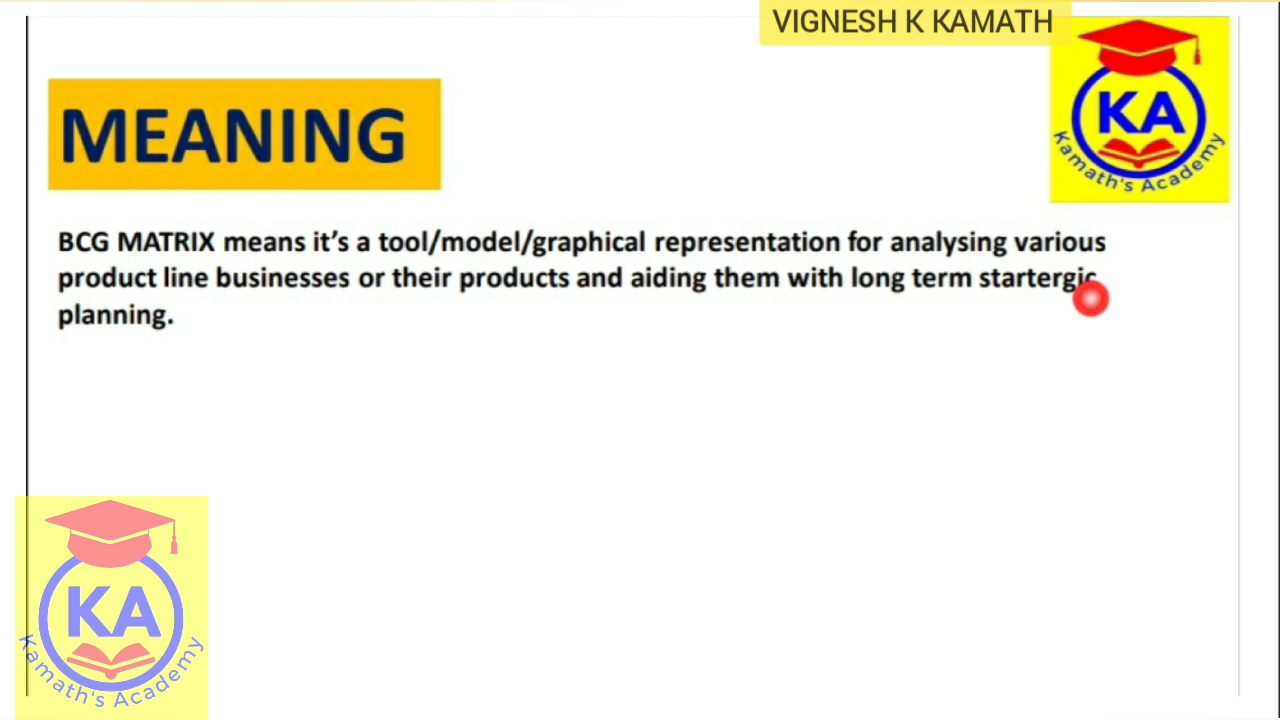 VIGNESH K KAMATH
KA
Kamath's Academy
MEANING
BCG MATRIX means it's a tool/model/graphical representation for analysing various
product line businesses or their products and aiding them with long term startergic
planning.
KA
Kamath's Academy